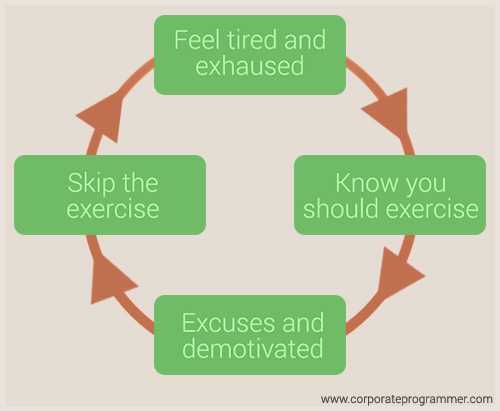 Feel tired and
exhaused
Know you
should exercise
Excuses and
demotivated
Skip the
exercise
www.corporateprogrammer.com